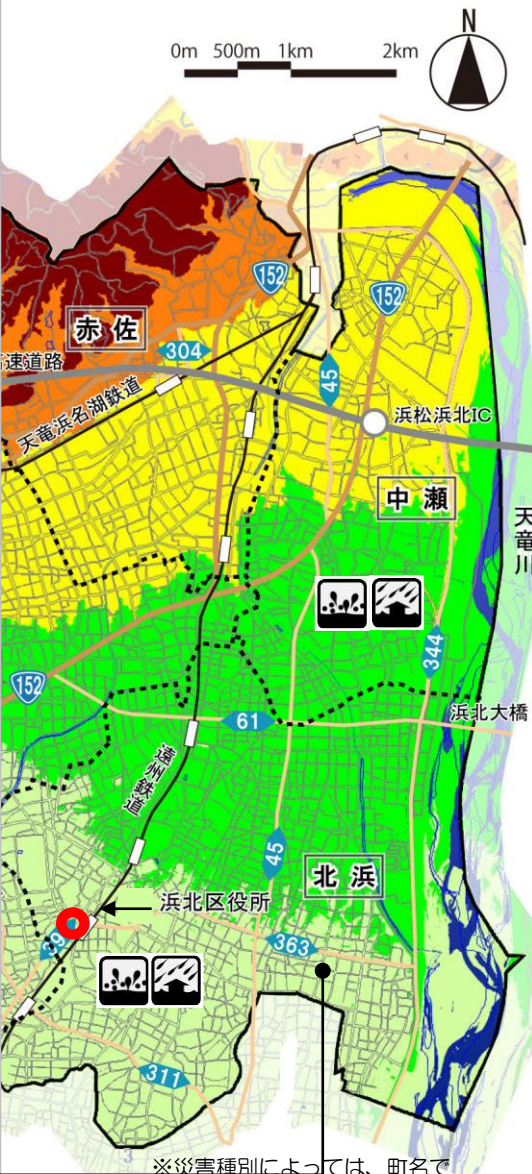 N
0m 500m 1km 2km
152
152
赤佐
304
高速道路
45
天竜浜名湖鉄道
浜松浜北IC
中瀬
天竜川
344
152
61
浜北大橋
遠州鉄道
45
北浜
浜北区役所
363
311
※災害種別によっては、町名で